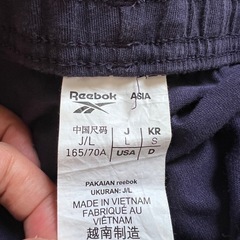 Reebok ASIA
中国尺码 J KR
J/L L S
165/70A USA D
PAKAIAN reebok
UKURAN: J/L
MADE IN VIETNAM
FABRIQUÉ AU
VIÊTNAM
越南制造